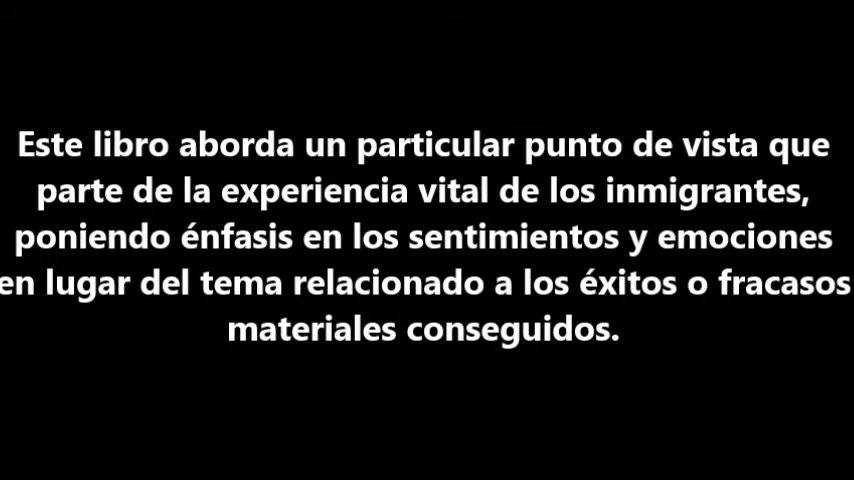 Este libro aborda un particular punto de vista que
parte de la experiencia vital de los inmigrantes,
poniendo énfasis en los sentimientos y emociones
en lugar del tema relacionado a los éxitos o fracasos
materiales conseguidos.